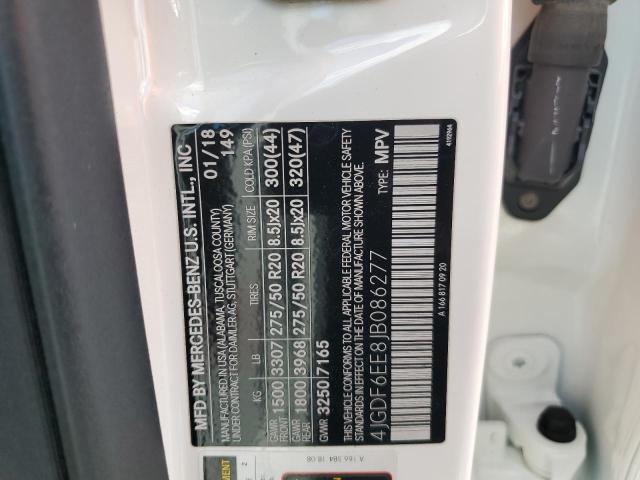 MFD BY MERCEDES-BENZ U.S. INTL., INC
MANUFACTURED IN USA (ALABAMA, TUSCALOOSA COUNTY) 01/18
PRODUCED FOR DAIMLER AG, STUTTGART (GERMANY) 149
KG LB TIRES RIM SIZE COLD KPA (PSI)
GAWR FRONT 1500 3307 275/50 R20 8.5Jx20 300(44)
GAWR REAR 1800 3968 275/50 R20 8.5Jx20 320(47)
GVWR 3250 7165
THIS VEHICLE CONFORMS TO ALL APPLICABLE FEDERAL MOTOR VEHICLE SAFETY
STANDARDS IN EFFECT ON THE DATE OF MANUFACTURE SHOWN ABOVE.
TYPE: MPV
4JGDF6EE8JB086277
A 166 817 09 20
A 166 584 18 08
2